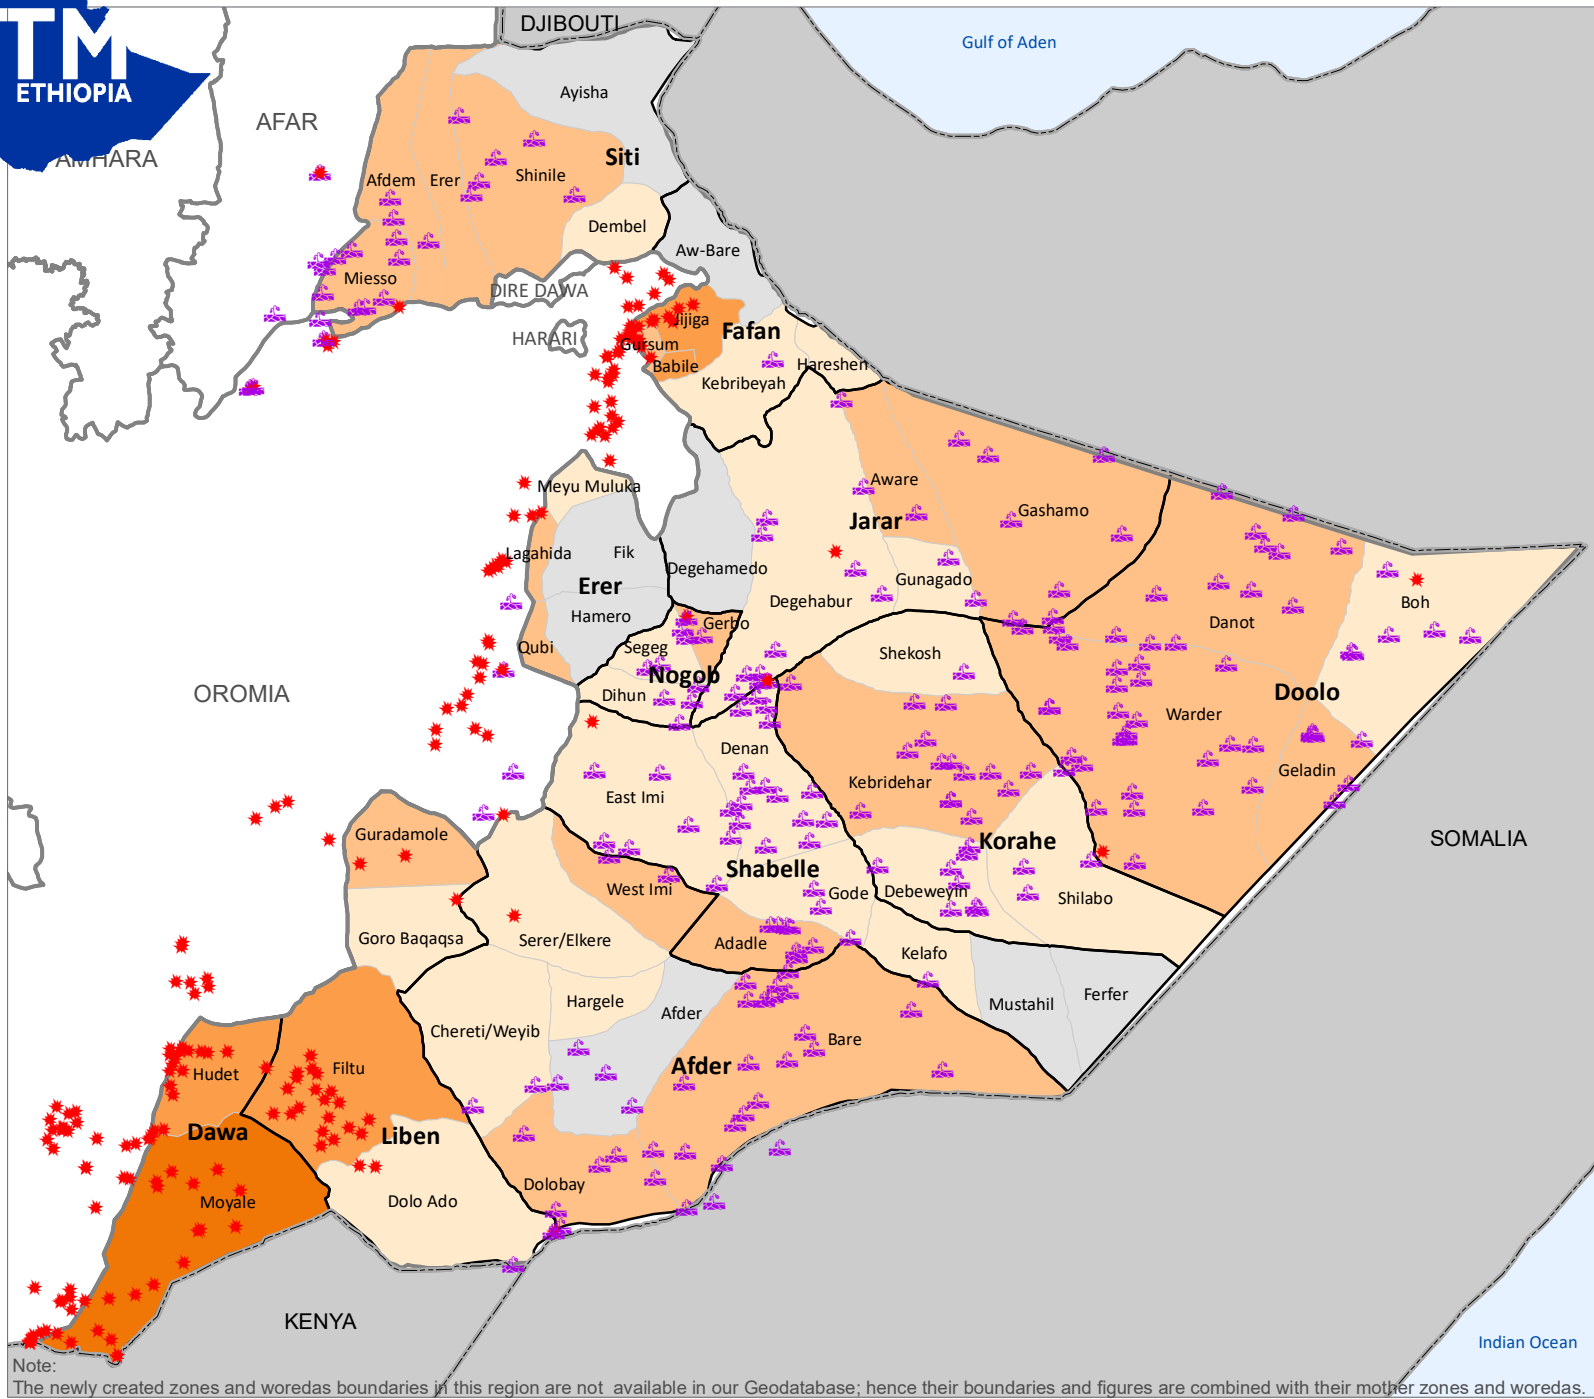 TM
ETHIOPIA
DJIBOUTI
Gulf of Aden
Ayisha
AFAR
AMHARA
Siti
Afdem
Erer
Shinile
Dembel
Aw-Bare
Miesso
DIRE DAWA
Jijiga
Fafan
HARARI
Gursum
Babile
Hareshen
Kebribeyah
Meyu Muluka
Aware
Gashamo
Jarar
Lagahida
Fik
Degehamedo
Erer
Gunagado
Degehabur
Boh
Hamero
Gerbo
Danot
Qubi
Segeg
Shekosh
Nogob
OROMIA
Dihun
Doolo
Warder
Denan
Geladin
Kebridehar
East Imi
Guradamole
Korahe
SOMALIA
Shabelle
West Imi
Gode
Debeweyin
Shilabo
Goro Baqaqsa
Serer/Elkere
Adadle
Kelafo
Hargele
Afder
Mustahil
Ferfer
Chereti/Weyib
Bare
Hudet
Filtu
Afder
Dawa
Liben
Dolobay
Moyale
Dolo Ado
KENYA
Indian Ocean
Note:
The newly created zones and woredas boundaries in this region are not available in our Geodatabase; hence their boundaries and figures are combined with their mother zones and woredas.